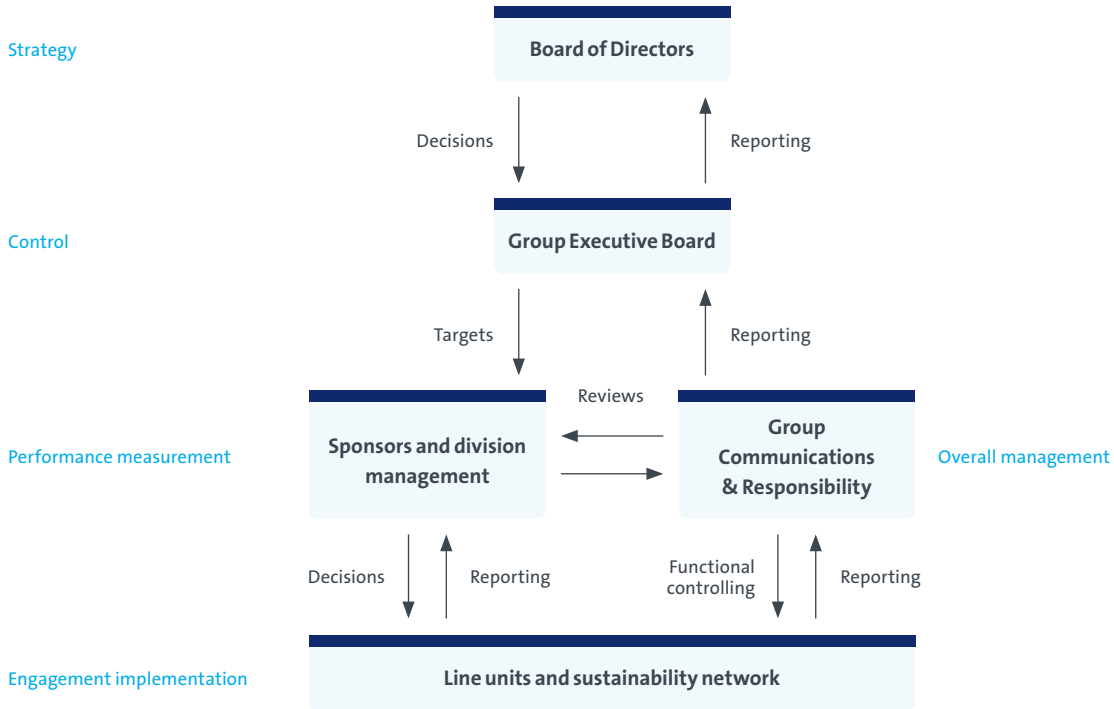 Strategy
Board of Directors
Decisions
Reporting
Control
Group Executive Board
Targets
Reporting
Reviews
Performance measurement
Sponsors and division
management
Group
Communications
& Responsibility
Overall management
Decisions
Reporting
Functional
controlling
Reporting
Engagement implementation
Line units and sustainability network